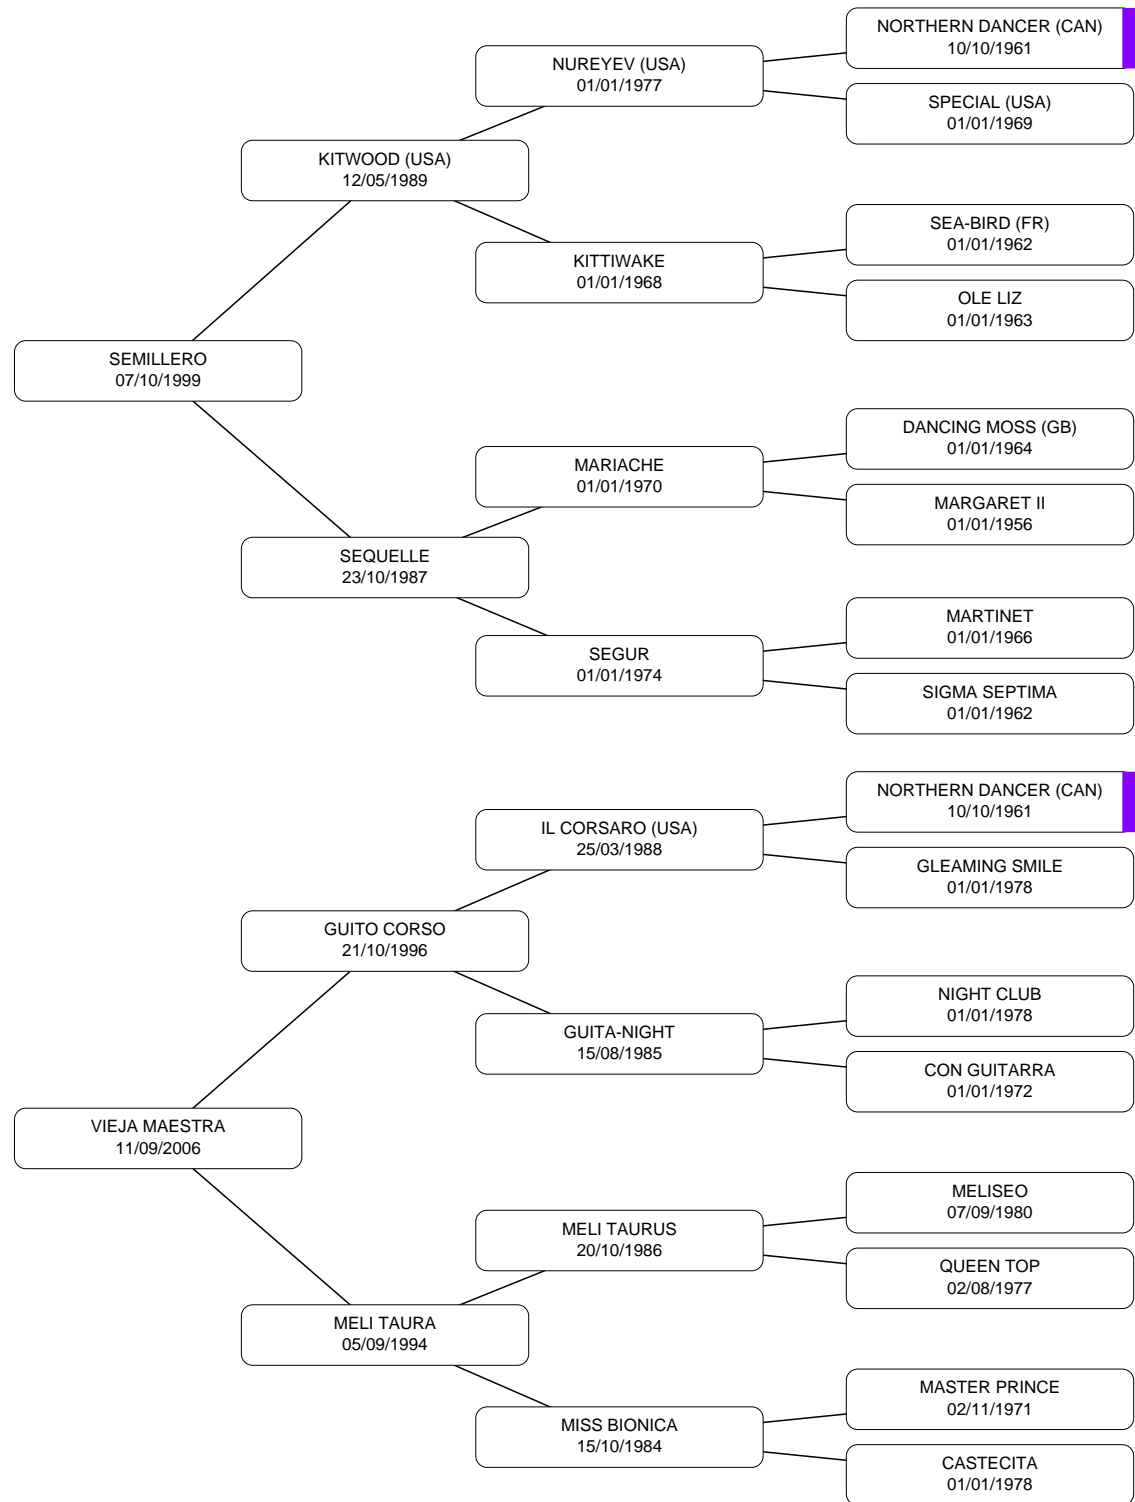 NORTHERN DANCER (CAN)
10/10/1961
NUREYEV (USA)
01/01/1977
SPECIAL (USA)
01/01/1969
KITWOOD (USA)
12/05/1989
SEA-BIRD (FR)
01/01/1962
KITTIWAKE
01/01/1968
OLE LIZ
01/01/1963
SEMILLERO
07/10/1999
DANCING MOSS (GB)
01/01/1964
MARIACHE
01/01/1970
MARGARET II
01/01/1956
SEQUELLE
23/10/1987
MARTINET
01/01/1966
SEGUR
01/01/1974
SIGMA SEPTIMA
01/01/1962
NORTHERN DANCER (CAN)
10/10/1961
IL CORSARO (USA)
25/03/1988
GLEAMING SMILE
01/01/1978
GUITO CORSO
21/10/1996
NIGHT CLUB
01/01/1978
GUITA-NIGHT
15/08/1985
CON GUITARRA
01/01/1972
VIEJA MAESTRA
11/09/2006
MELISEO
07/09/1980
MELI TAURUS
20/10/1986
QUEEN TOP
02/08/1977
MELI TAURA
05/09/1994
MASTER PRINCE
02/11/1971
MISS BIONICA
15/10/1984
CASTECITA
01/01/1978